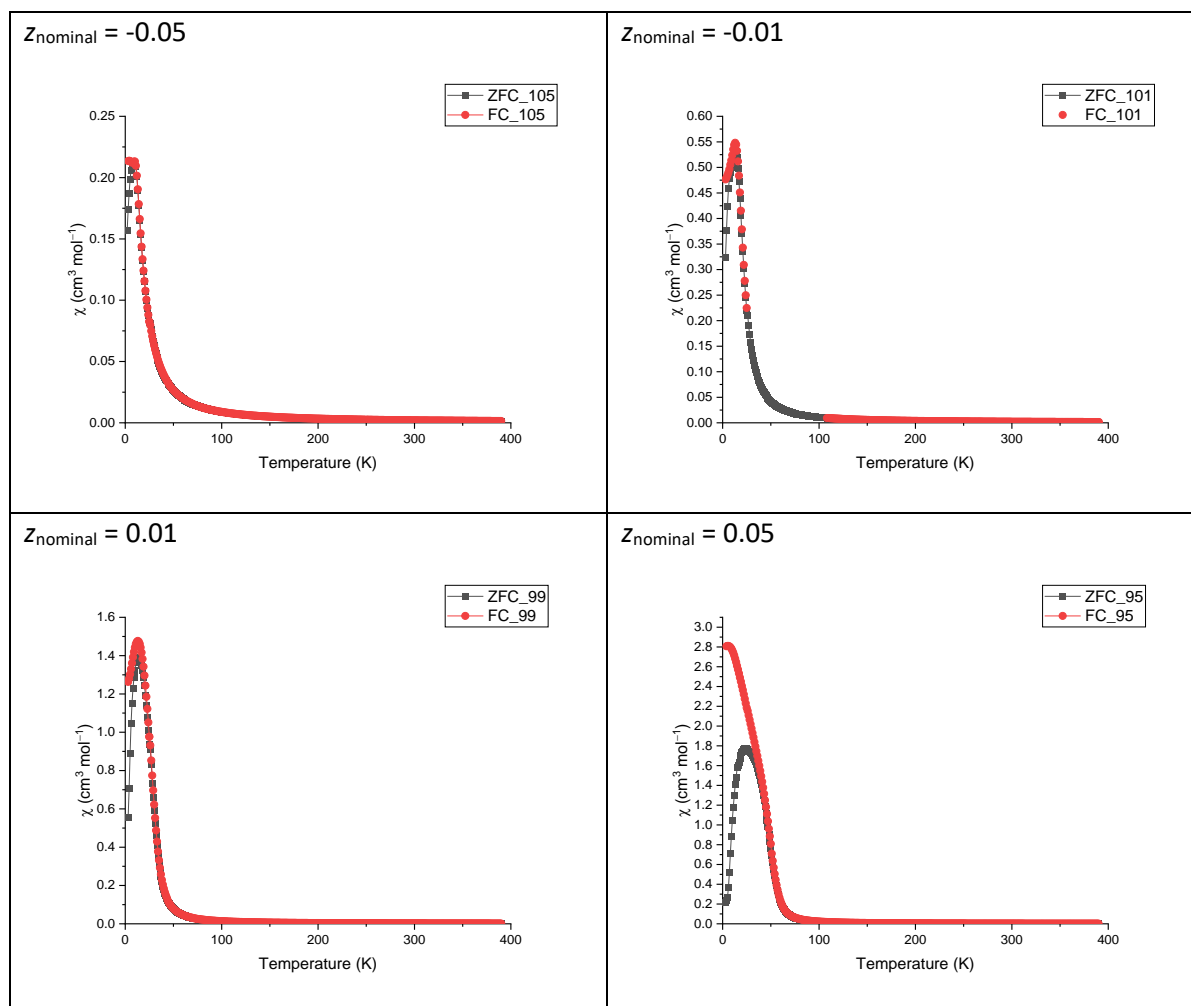 z_nominal = -0.05
ZFC_105
FC_105
0.25
0.20
0.15
0.10
0.05
0.00
χ (cm³ mol⁻¹)
0 100 200 300 400
Temperature (K)
z_nominal = -0.01
ZFC_101
FC_101
0.60
0.55
0.50
0.45
0.40
0.35
0.30
0.25
0.20
0.15
0.10
0.05
0.00
χ (cm³ mol⁻¹)
0 100 200 300 400
Temperature (K)
z_nominal = 0.01
ZFC_99
FC_99
1.6
1.4
1.2
1.0
0.8
0.6
0.4
0.2
0.0
χ (cm³ mol⁻¹)
0 100 200 300 400
Temperature (K)
z_nominal = 0.05
ZFC_95
FC_95
3.0
2.8
2.6
2.4
2.2
2.0
1.8
1.6
1.4
1.2
1.0
0.8
0.6
0.4
0.2
0.0
χ (cm³ mol⁻¹)
0 100 200 300 400
Temperature (K)